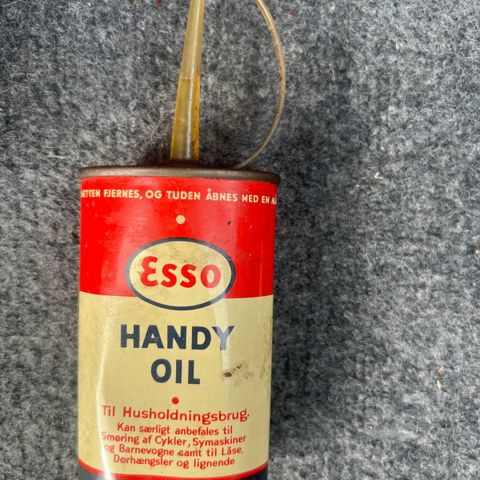 ETTEN FJERNES, OG TUDEN ÅBNES MED EN
Esso
HANDY
OIL
Til Husholdningsbrug.
Kan særligt anbefales til
Smøring af Cykler, Symaskiner
og Barnevogne samt til Låse,
Dørhængsler og lignende